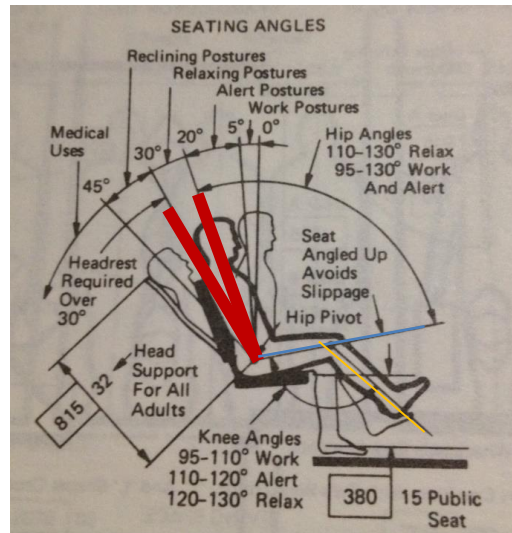 SEATING ANGLES
Reclining Postures
Relaxing Postures
Alert Postures
Work Postures
Medical
Uses
45°
30°
20°
5°
0°
Hip Angles
110-130° Relax
95-130° Work
And Alert
Headrest
Required
Over
30°
Seat
Angled Up
Avoids
Slippage
Hip Pivot
815
32
Head
Support
For All
Adults
Knee Angles
95-110° Work
110-120° Alert
120-130° Relax
380
15 Public
Seat